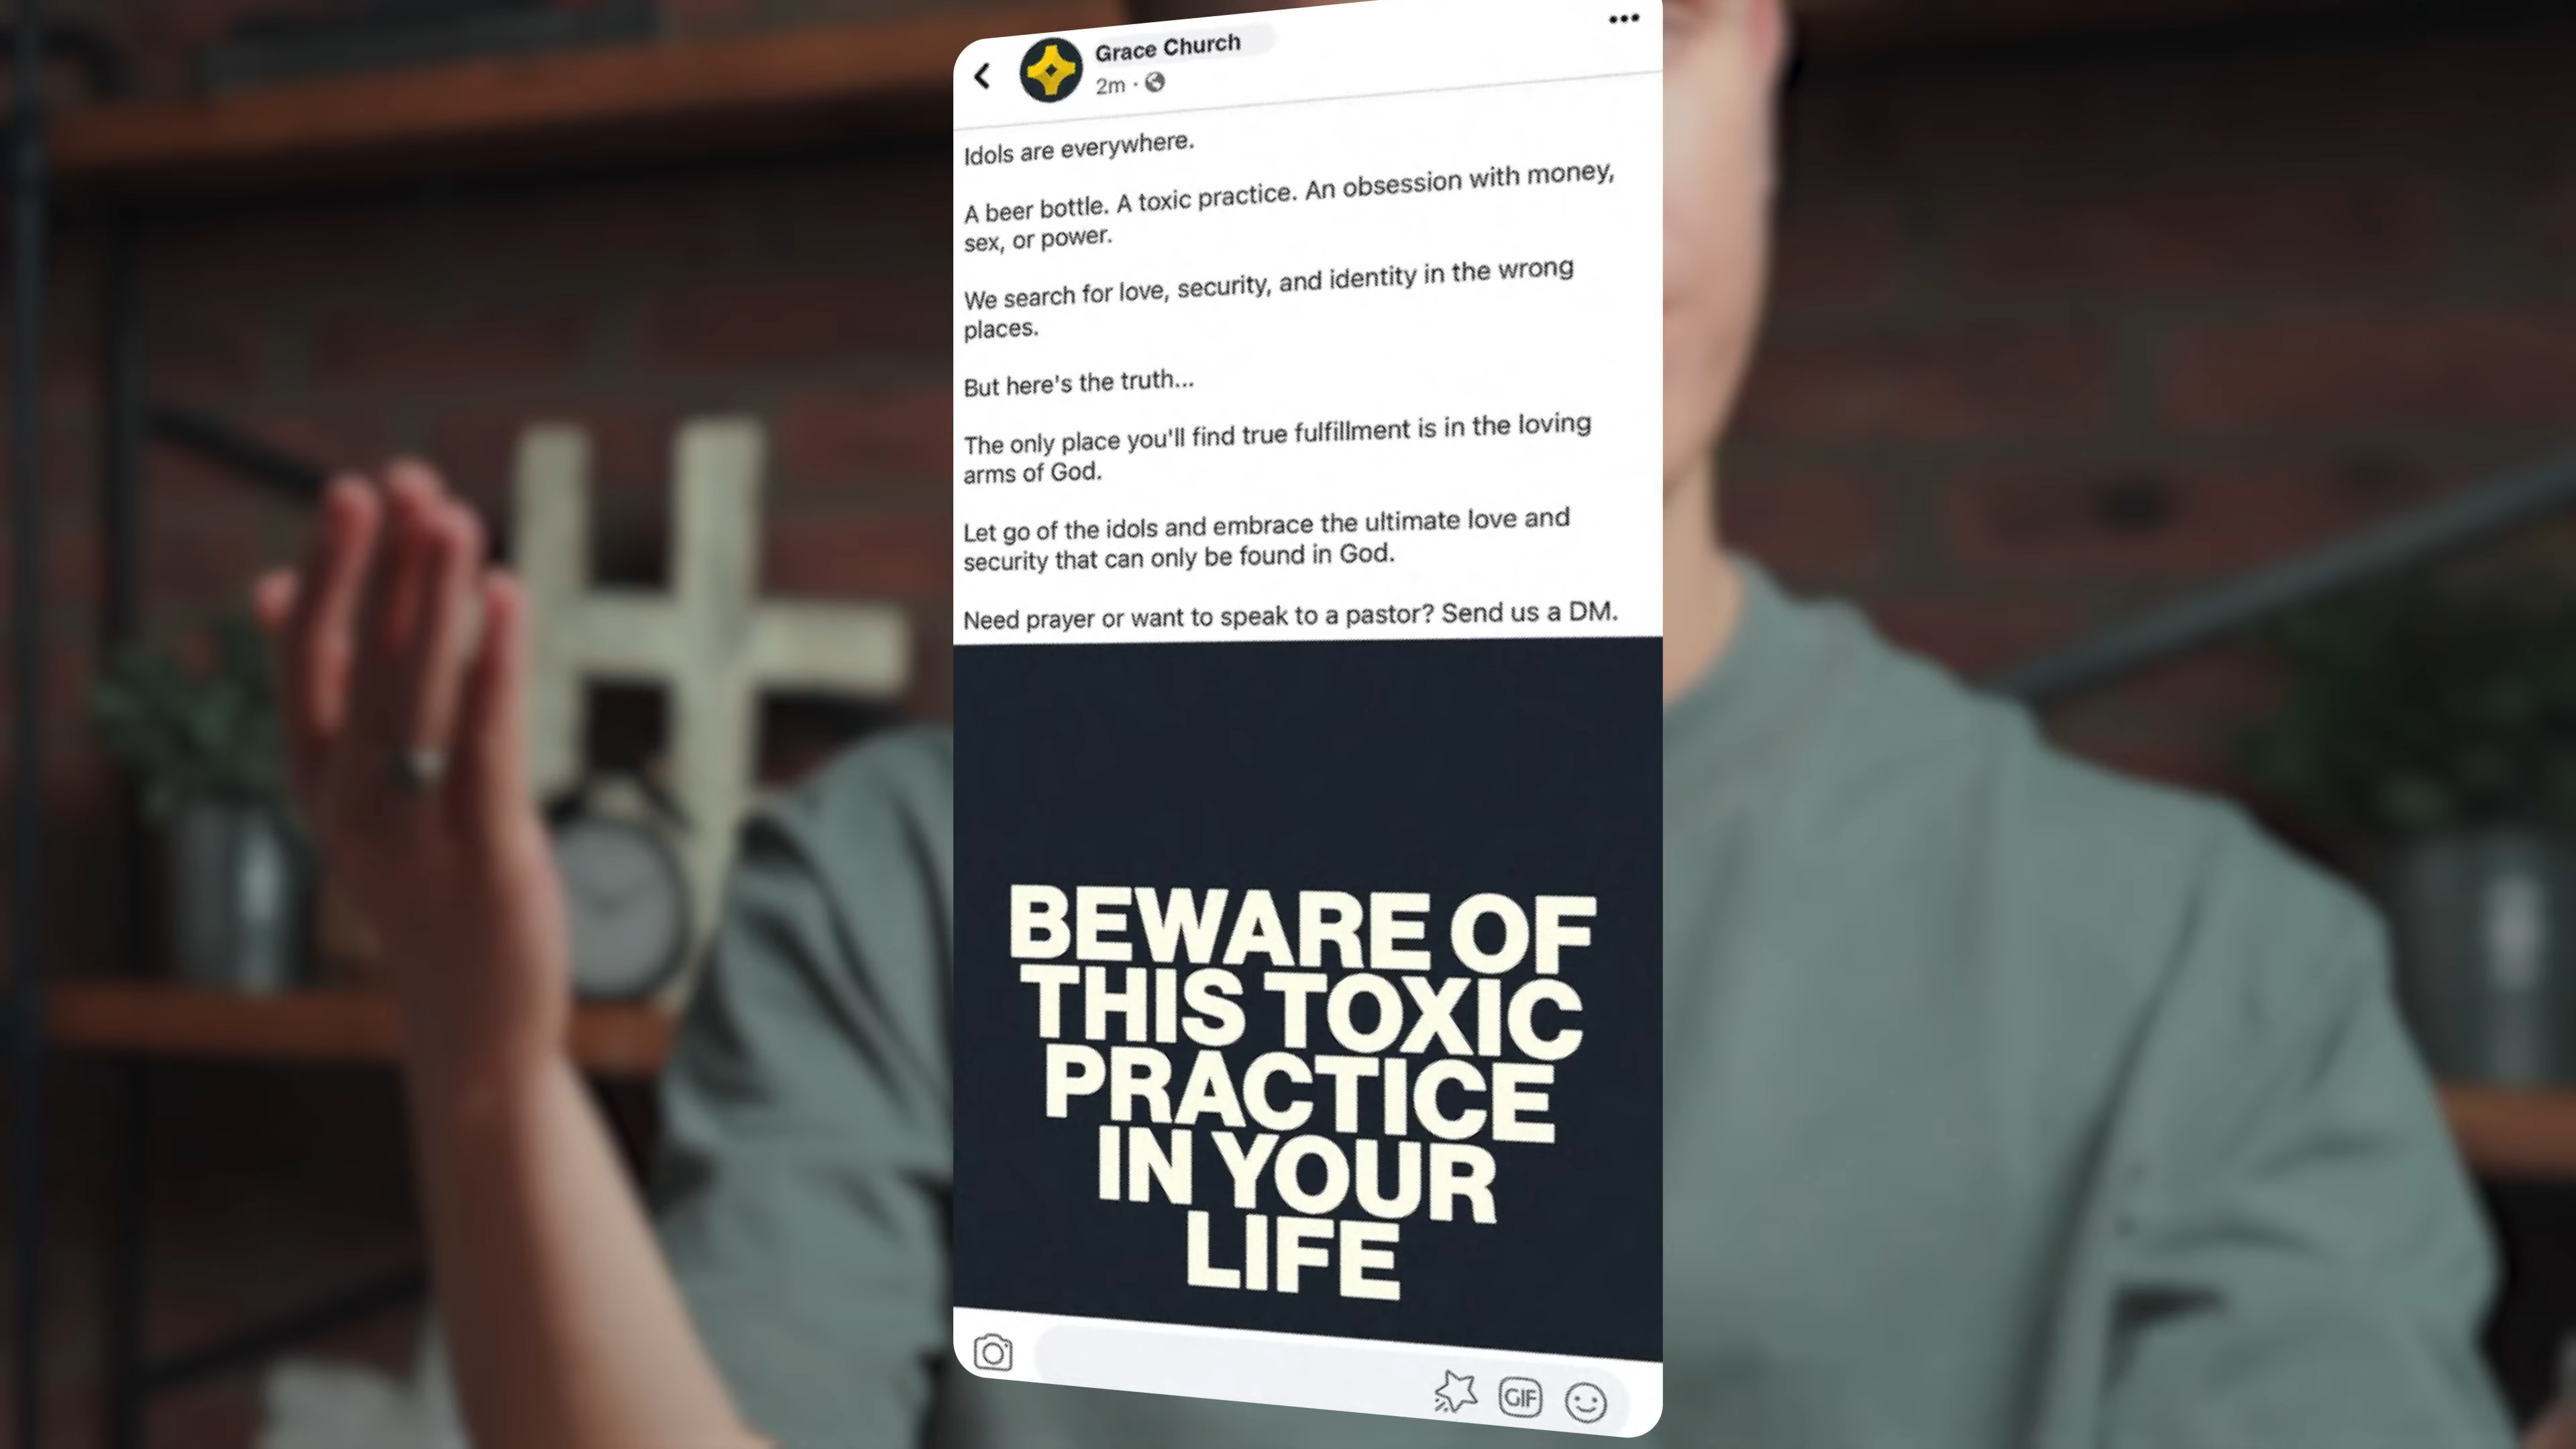 Grace Church
2m ·
Idols are everywhere.
A beer bottle. A toxic practice. An obsession with money,
sex, or power.
We search for love, security, and identity in the wrong
places.
But here's the truth...
The only place you'll find true fulfillment is in the loving
arms of God.
Let go of the idols and embrace the ultimate love and
security that can only be found in God.
Need prayer or want to speak to a pastor? Send us a DM.
BEWARE OF
THIS TOXIC
PRACTICE
IN YOUR
LIFE
GIF